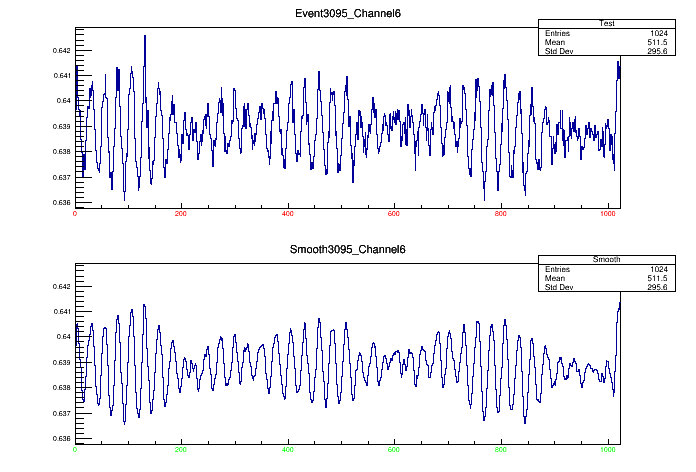 Event3095_Channel6
Test
Entries 1024
Mean 511.5
Std Dev 295.6
0.642
0.641
0.64
0.639
0.638
0.637
0.636
0 200 400 600 800 1000
Smooth3095_Channel6
Smooth
Entries 1024
Mean 511.5
Std Dev 295.6
0.642
0.641
0.64
0.639
0.638
0.637
0.636
0 200 400 600 800 1000